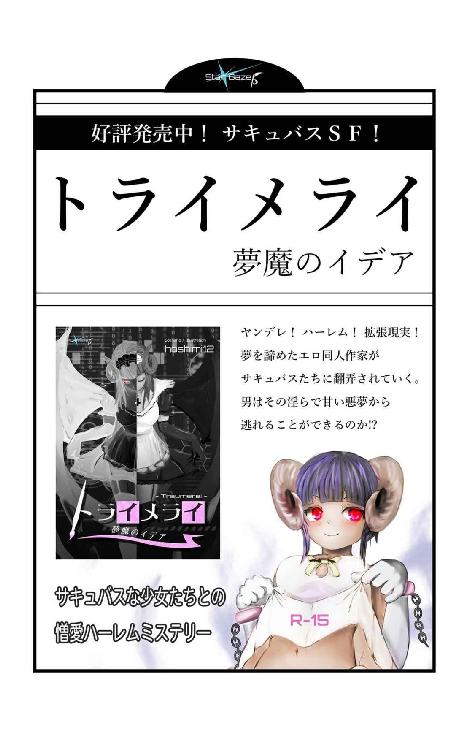 StarGazeβ
好評発売中！ サキュバスＳＦ！
トライメライ
夢魔のイデア
ヤンデレ！ ハーレム！ 拡張現実！
夢を諦めたエロ同人作家が
サキュバスたちに翻弄されていく。
男はその淫らで甘い悪夢から
逃れることができるのか!?
hoshimi12
- Traumerei -
トライメライ
夢魔のイデア
サキュバスな少女たちとの
憎愛ハーレムミステリー
R-15